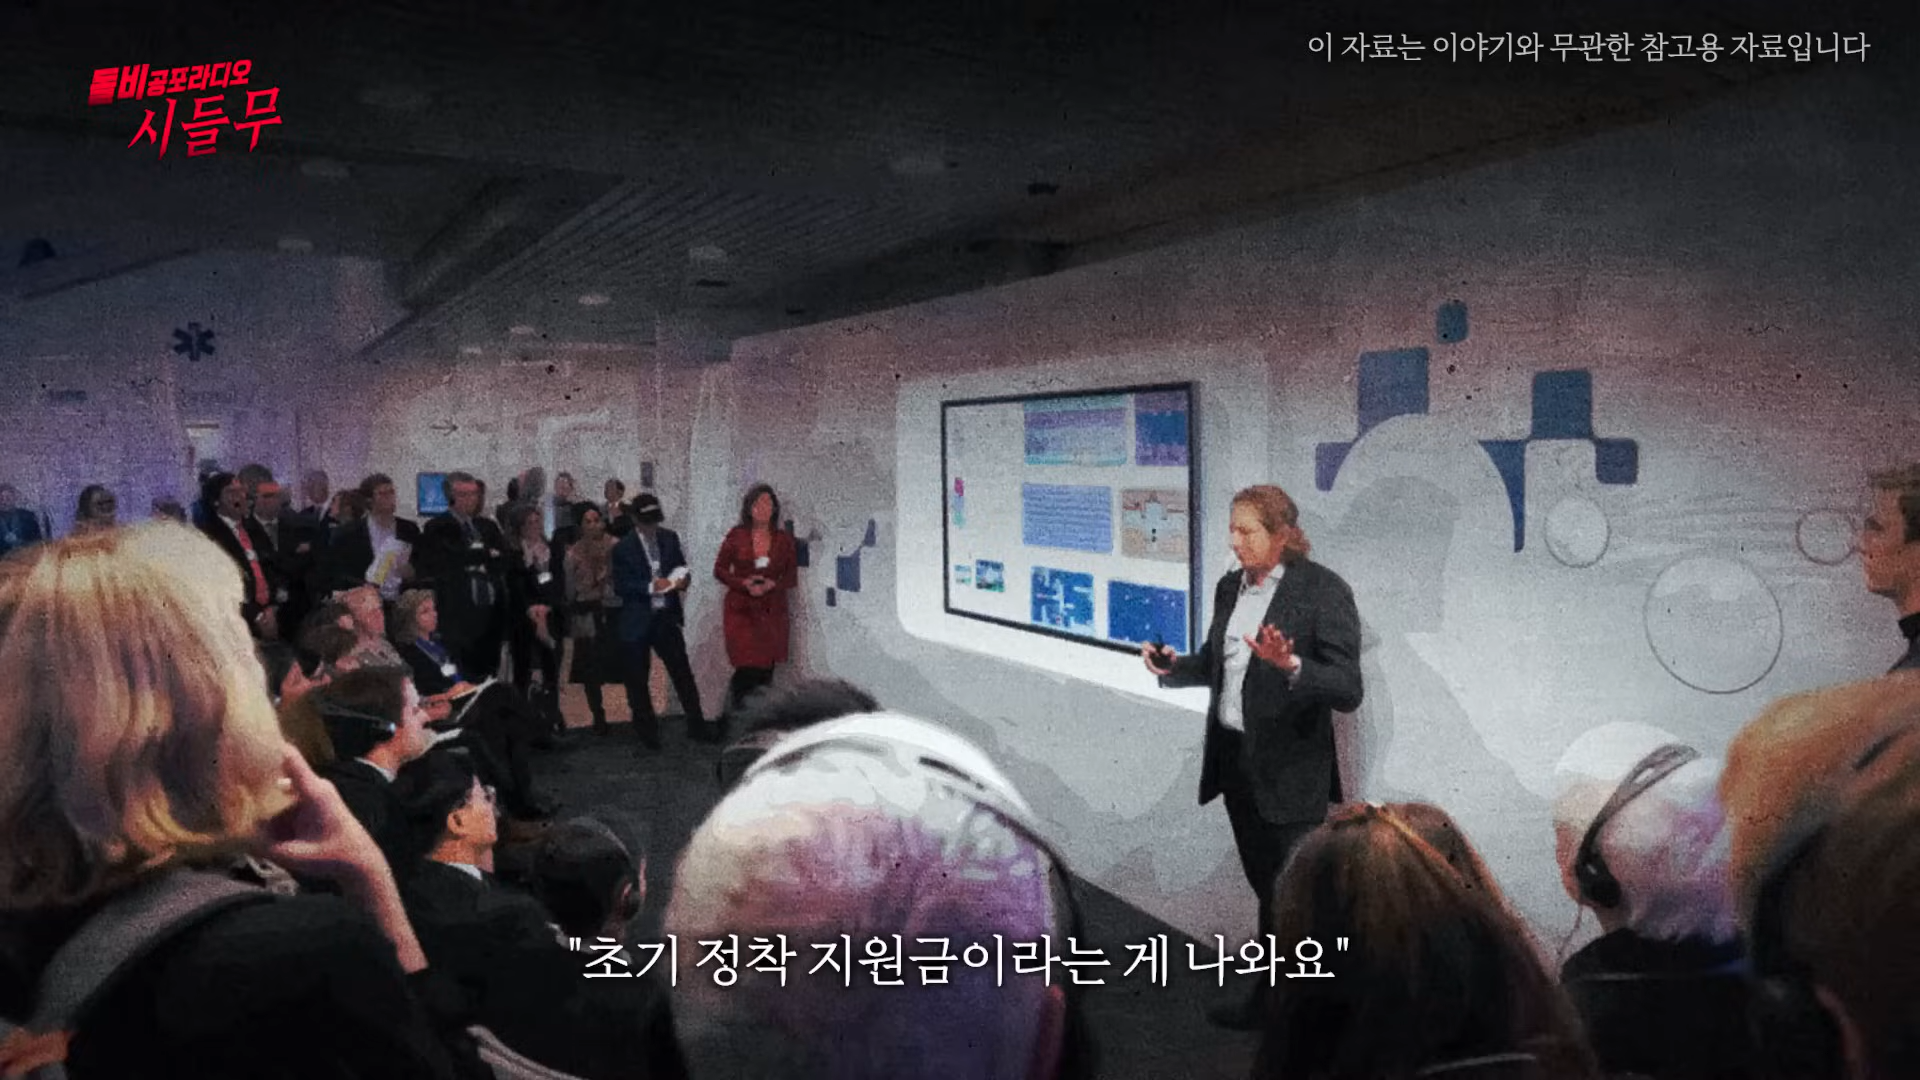 돌비공포라디오
시들무
이 자료는 이야기와 무관한 참고용 자료입니다
"초기 정착 지원금이라는 게 나와요"